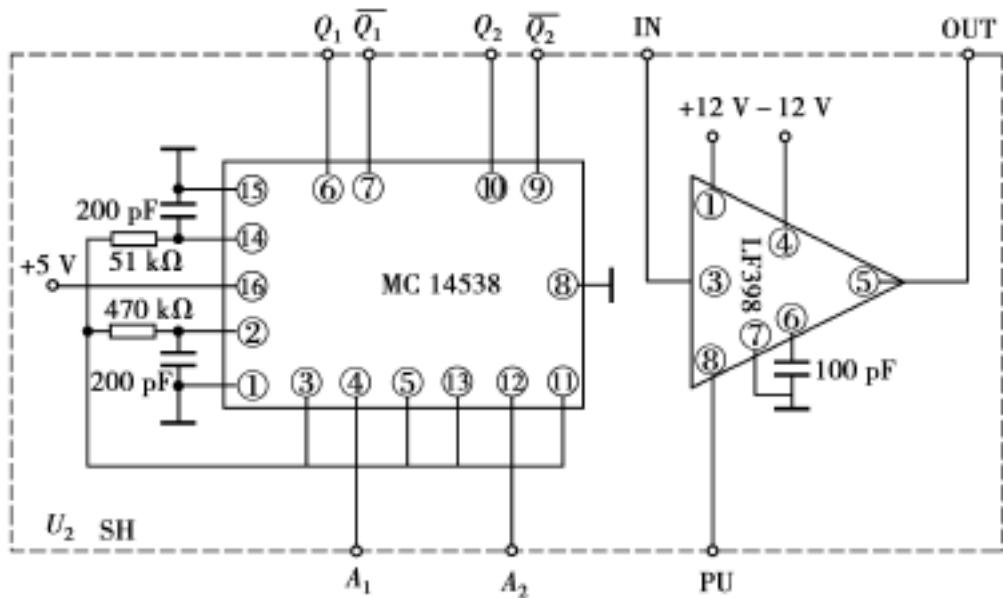 Q₁ Q̅₁ Q₂ Q̅₂ IN OUT
+12 V −12 V
⑮ ⑥ ⑦ ⑩ ⑨ ①
200 pF
⑭ ④
51 kΩ
+5 V ⑯ MC 14538 ⑧ ③ LF398 ⑤
470 kΩ
② ⑦ ⑥
200 pF
① ③ ④ ⑤ ⑬ ⑫ ⑪ ⑧ 100 pF
U₂ SH
A₁ A₂ PU